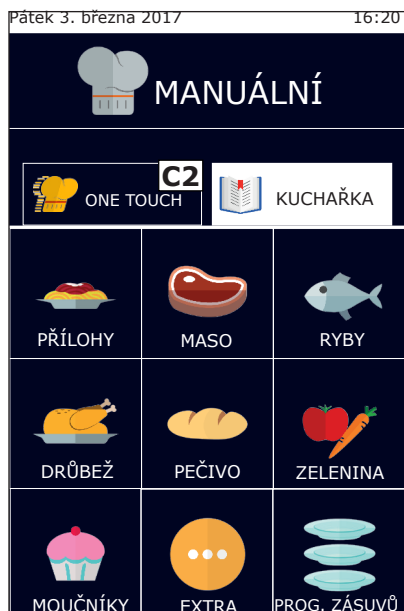 Pátek 3. března 2017 16:20
MANUÁLNÍ
C2
ONE TOUCH KUCHAŘKA
PŘÍLOHY MASO RYBY
DRŮBEŽ PEČIVO ZELENINA
MOUČNÍKY EXTRA PROG. ZÁSUVŮ